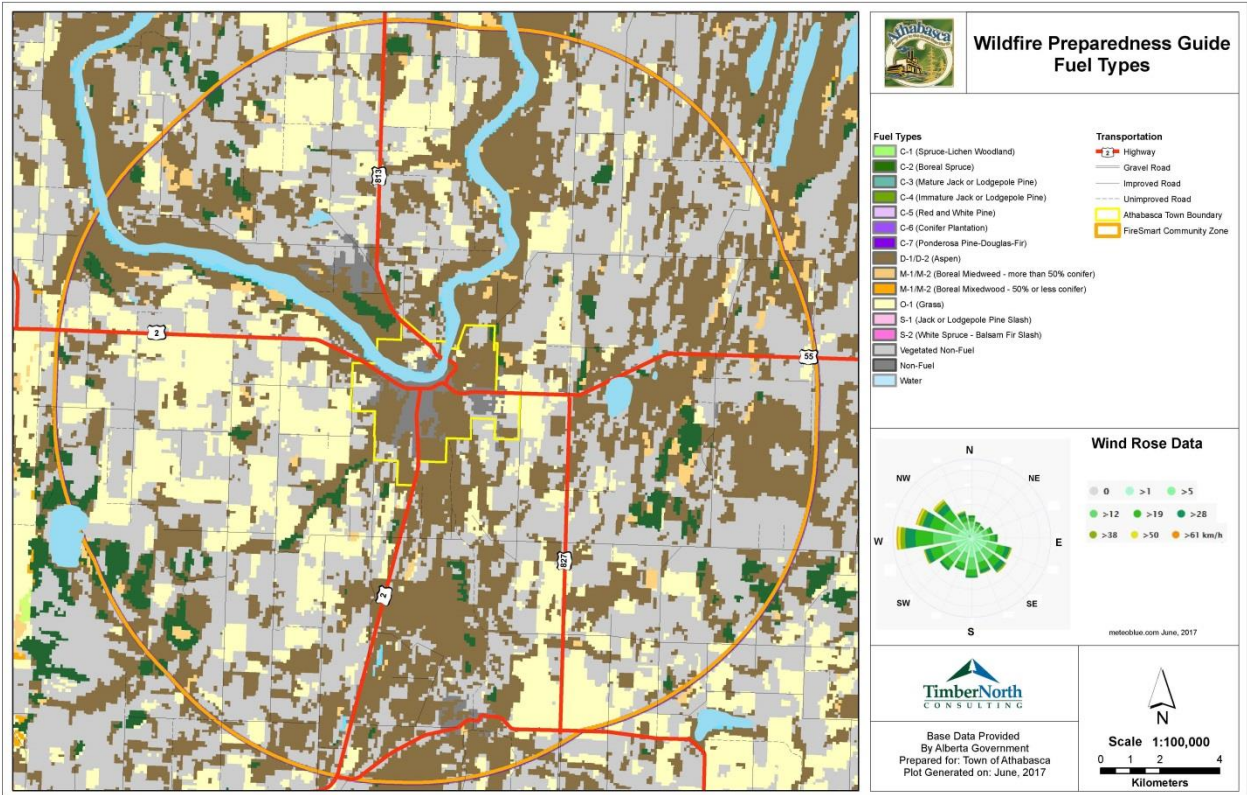 813
2
55
827
2
Athabasca
Wildfire Preparedness Guide
Fuel Types
Fuel Types
C-1 (Spruce-Lichen Woodland)
C-2 (Boreal Spruce)
C-3 (Mature Jack or Lodgepole Pine)
C-4 (Immature Jack or Lodgepole Pine)
C-5 (Red and White Pine)
C-6 (Conifer Plantation)
C-7 (Ponderosa Pine-Douglas-Fir)
D-1/D-2 (Aspen)
M-1/M-2 (Boreal Miedweed - more than 50% conifer)
M-1/M-2 (Boreal Mixedwood - 50% or less conifer)
O-1 (Grass)
S-1 (Jack or Lodgepole Pine Slash)
S-2 (White Spruce - Balsam Fir Slash)
Vegetated Non-Fuel
Non-Fuel
Water
Transportation
2 Highway
Gravel Road
Improved Road
Unimproved Road
Athabasca Town Boundary
FireSmart Community Zone
Wind Rose Data
N
NW NE
W E
SW SE
S
0 >1 >5
>12 >19 >28
>38 >50 >61 km/h
meteoblue.com June, 2017
TimberNorth
CONSULTING
Base Data Provided
By Alberta Government
Prepared for: Town of Athabasca
Plot Generated on: June, 2017
N
Scale 1:100,000
0 1 2 4
Kilometers